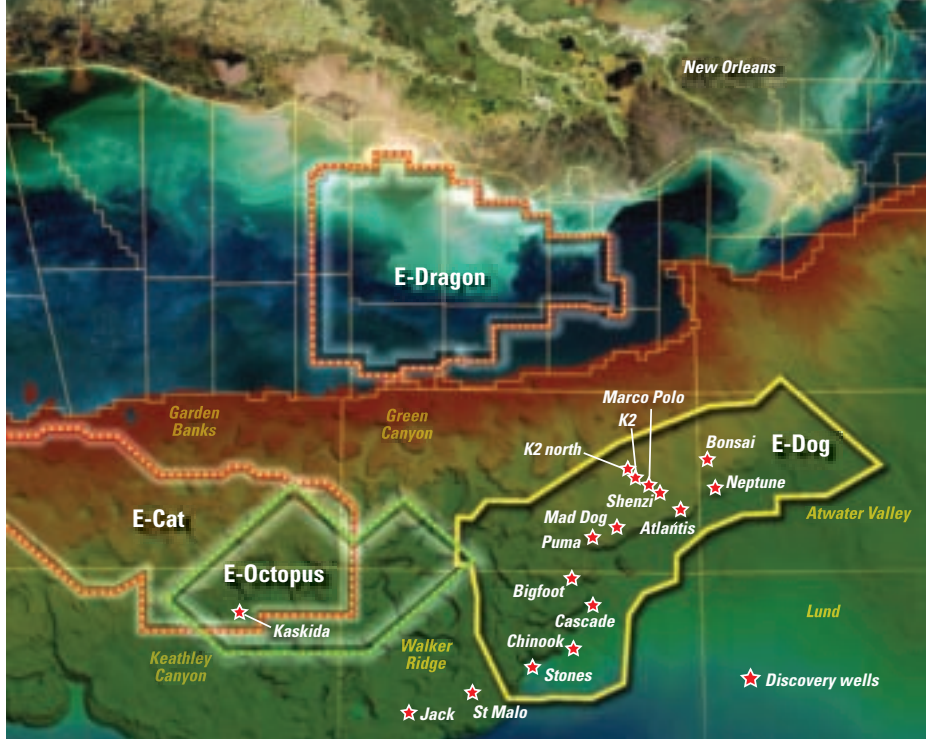 New Orleans
E-Dragon
Marco Polo
Garden
Banks
Green
Canyon
K2
K2 north
Bonsai
E-Dog
Neptune
Shenzi
E-Cat
Mad Dog
Atlantis
Atwater Valley
Puma
E-Octopus
Bigfoot
Cascade
Lund
Kaskida
Chinook
Walker
Ridge
Keathley
Canyon
Stones
Discovery wells
St Malo
Jack